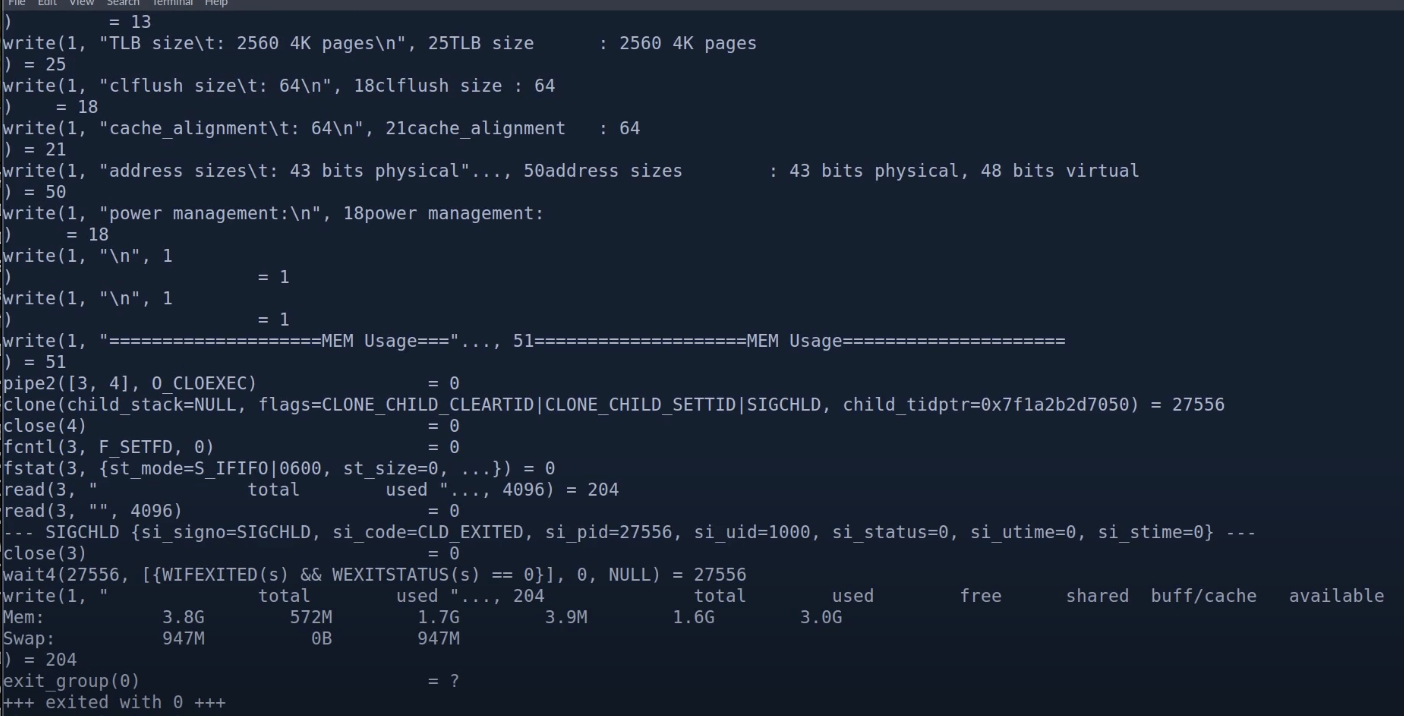 File Edit View Search Terminal Help
) = 13
write(1, "TLB size\t: 2560 4K pages\n", 25TLB size : 2560 4K pages
) = 25
write(1, "clflush size\t: 64\n", 18clflush size : 64
) = 18
write(1, "cache_alignment\t: 64\n", 21cache_alignment : 64
) = 21
write(1, "address sizes\t: 43 bits physical"..., 50address sizes : 43 bits physical, 48 bits virtual
) = 50
write(1, "power management:\n", 18power management:
) = 18
write(1, "\n", 1
) = 1
write(1, "\n", 1
) = 1
write(1, "====================MEM Usage==="..., 51====================MEM Usage=====================
) = 51
pipe2([3, 4], O_CLOEXEC) = 0
clone(child_stack=NULL, flags=CLONE_CHILD_CLEARTID|CLONE_CHILD_SETTID|SIGCHLD, child_tidptr=0x7f1a2b2d7050) = 27556
close(4) = 0
fcntl(3, F_SETFD, 0) = 0
fstat(3, {st_mode=S_IFIFO|0600, st_size=0, ...}) = 0
read(3, " total used "..., 4096) = 204
read(3, "", 4096) = 0
--- SIGCHLD {si_signo=SIGCHLD, si_code=CLD_EXITED, si_pid=27556, si_uid=1000, si_status=0, si_utime=0, si_stime=0} ---
close(3) = 0
wait4(27556, [{WIFEXITED(s) && WEXITSTATUS(s) == 0}], 0, NULL) = 27556
write(1, " total used "..., 204 total used free shared buff/cache available
Mem: 3.8G 572M 1.7G 3.9M 1.6G 3.0G
Swap: 947M 0B 947M
) = 204
exit_group(0) = ?
+++ exited with 0 +++